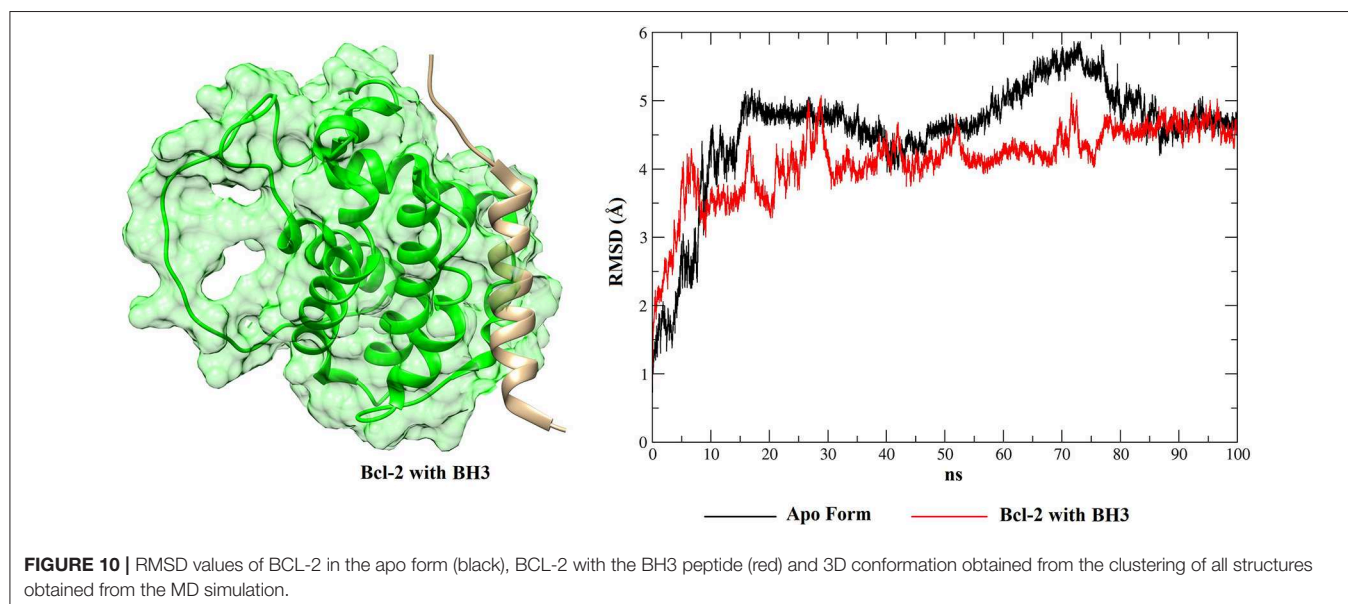 Bcl-2 with BH3
6
5
4
3
2
1
0
RMSD (Å)
0 10 20 30 40 50 60 70 80 90 100
ns
Apo Form Bcl-2 with BH3
FIGURE 10 | RMSD values of BCL-2 in the apo form (black), BCL-2 with the BH3 peptide (red) and 3D conformation obtained from the clustering of all structures
obtained from the MD simulation.